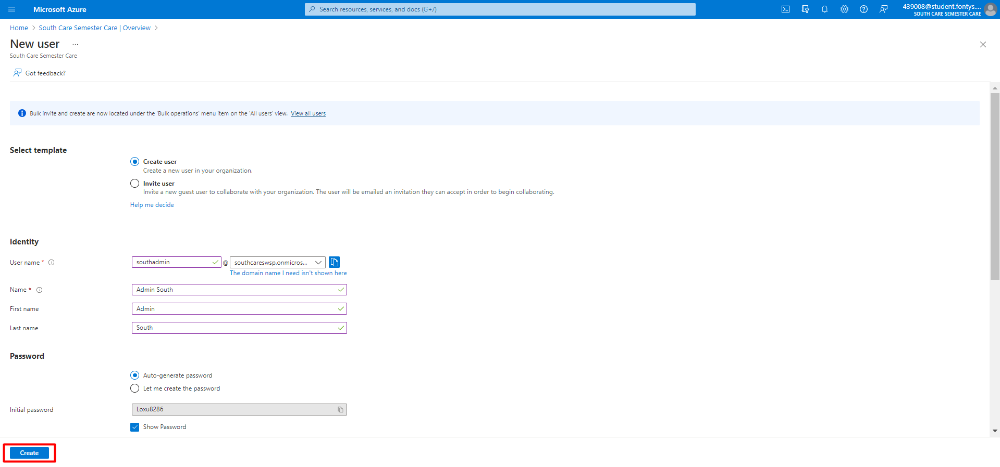 Microsoft Azure
Search resources, services, and docs (G+/)
439008@student.fontys....
SOUTH CARE SEMESTER CARE
Home > South Care Semester Care | Overview >
New user ...
South Care Semester Care
Got feedback?
Bulk invite and create are now located under the 'Bulk operations' menu item on the 'All users' view. View all users
Select template
Create user
Create a new user in your organization.
Invite user
Invite a new guest user to collaborate with your organization. The user will be emailed an invitation they can accept in order to begin collaborating.
Help me decide
Identity
User name * southadmin @ southcareswsp.onmicros...
The domain name I need isn't shown here
Name * Admin South
First name Admin
Last name South
Password
Auto-generate password
Let me create the password
Initial password Loxu8286
Show Password
Create